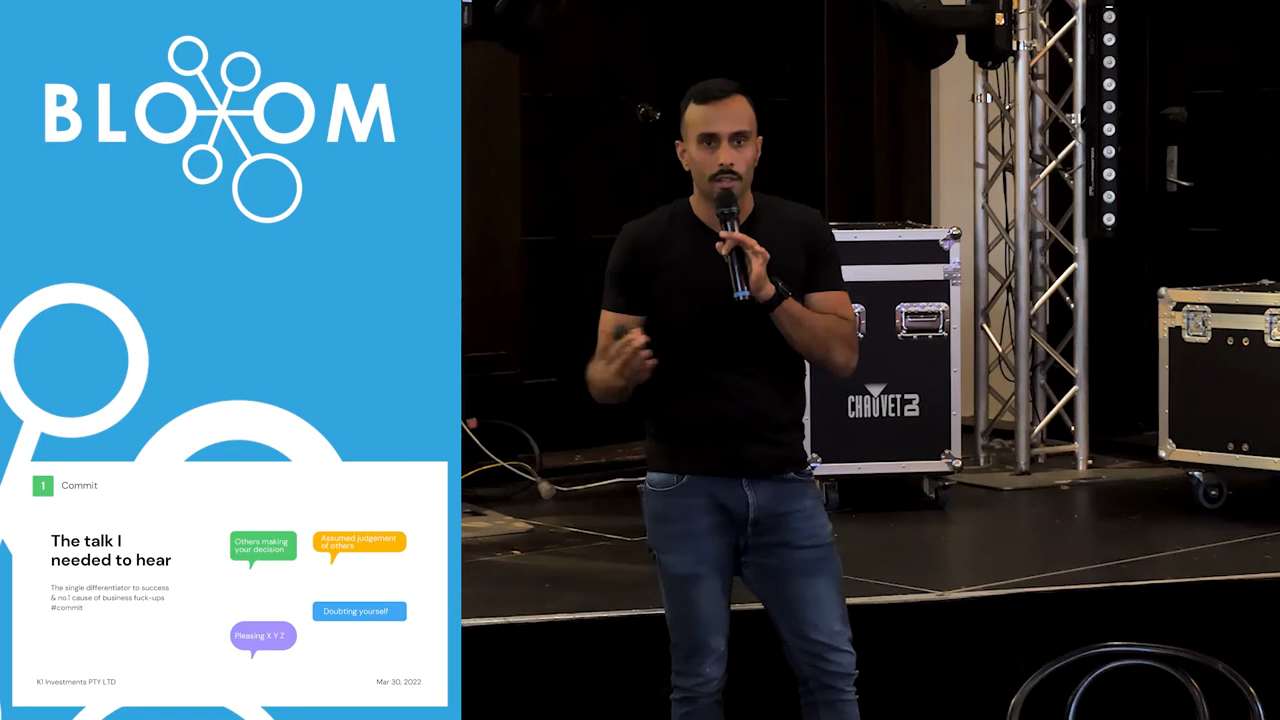 BLOOM
1 Commit
The talk I
needed to hear
The single differentiator to success
& no.1 cause of business fuck-ups
#commit
Others making
your decision
Assumed judgement
of others
Doubting yourself
Pleasing X Y Z
K1 Investments PTY LTD
Mar 30, 2022
CHAUVET